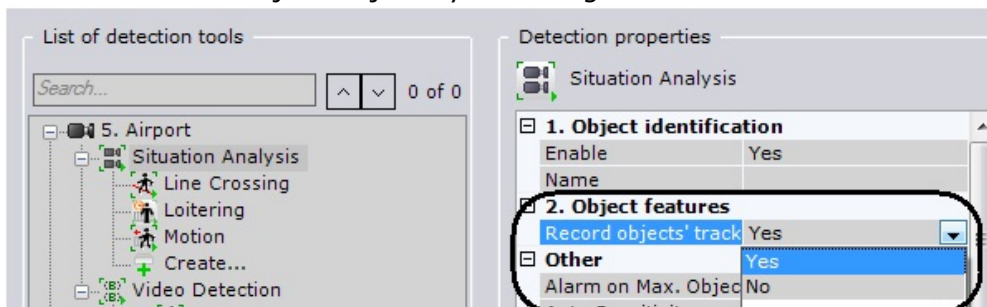 List of detection tools
Search...
0 of 0
5. Airport
Situation Analysis
Line Crossing
Loitering
Motion
Create...
Video Detection
Detection properties
Situation Analysis
1. Object identification
Enable Yes
Name
2. Object features
Record objects' track Yes
Other
Yes
Alarm on Max. Objec No